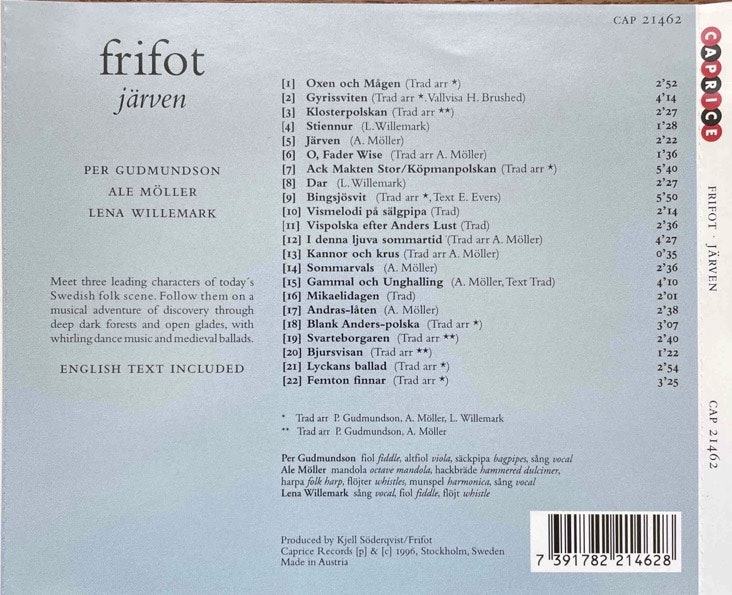 CAP 21462
frifot
järven
PER GUDMUNDSON
ALE MÖLLER
LENA WILLEMARK
Meet three leading characters of today´s
Swedish folk scene. Follow them on a
musical adventure of discovery through
deep dark forests and open glades, with
whirling dance music and medieval ballads.
ENGLISH TEXT INCLUDED
[1] Oxen och Mågen (Trad arr ★) 2'52
[2] Gyrissviten (Trad arr ★, Vallvisa H. Brushed) 4'14
[3] Klosterpolskan (Trad arr ★★) 2'27
[4] Stiennur (L.Willemark) 1'28
[5] Järven (A. Möller) 2'22
[6] O, Fader Wise (Trad arr A. Möller) 1'36
[7] Ack Makten Stor/Köpmanpolskan (Trad arr ★) 5'40
[8] Dar (L. Willemark) 2'27
[9] Bingsjösvit (Trad arr ★, Text E. Evers) 5'50
[10] Vismelodi på sälgpipa (Trad) 2'14
[11] Vispolska efter Anders Lust (Trad) 2'36
[12] I denna ljuva sommartid (Trad arr A. Möller) 4'27
[13] Kannor och krus (Trad arr A. Möller) 0'35
[14] Sommarvals (A. Möller) 2'36
[15] Gammal och Unghalling (A. Möller, Text Trad) 4'10
[16] Mikaelidagen (Trad) 2'01
[17] Andras-låten (A. Möller) 2'38
[18] Blank Anders-polska (Trad arr ★) 3'07
[19] Svarteborgaren (Trad arr ★★) 2'40
[20] Bjursvisan (Trad arr ★★) 1'22
[21] Lyckans ballad (Trad arr ★) 2'54
[22] Femton finnar (Trad arr ★) 3'25
* Trad arr P. Gudmundson, A. Möller, L. Willemark
** Trad arr P. Gudmundson, A. Möller
Per Gudmundson fiol fiddle, altfiol viola, säckpipa bagpipes, sång vocal
Ale Möller mandola octave mandola, hackbräde hammered dulcimer,
harpa folk harp, flöjter whistles, munspel harmonica, sång vocal
Lena Willemark sång vocal, fiol fiddle, flöjt whistle
Produced by Kjell Söderqvist/Frifot
Caprice Records [p] & [c] 1996, Stockholm, Sweden
Made in Austria
7 391782 214628
CAPRICE
FRIFOT · JÄRVEN
CAP 21462